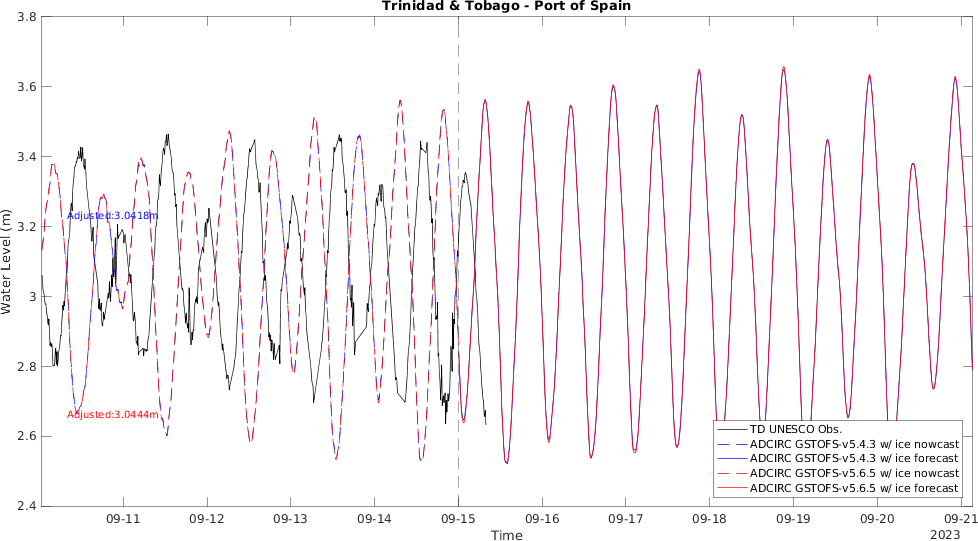 Trinidad & Tobago - Port of Spain
3.8
3.6
3.4
3.2
3
2.8
2.6
2.4
Water Level (m)
Adjusted:3.0418m
Adjusted:3.0444m
TD UNESCO Obs.
ADCIRC GSTOFS-v5.4.3 w/ ice nowcast
ADCIRC GSTOFS-v5.4.3 w/ ice forecast
ADCIRC GSTOFS-v5.6.5 w/ ice nowcast
ADCIRC GSTOFS-v5.6.5 w/ ice forecast
09-11 09-12 09-13 09-14 09-15 09-16 09-17 09-18 09-19 09-20 09-21
Time
2023